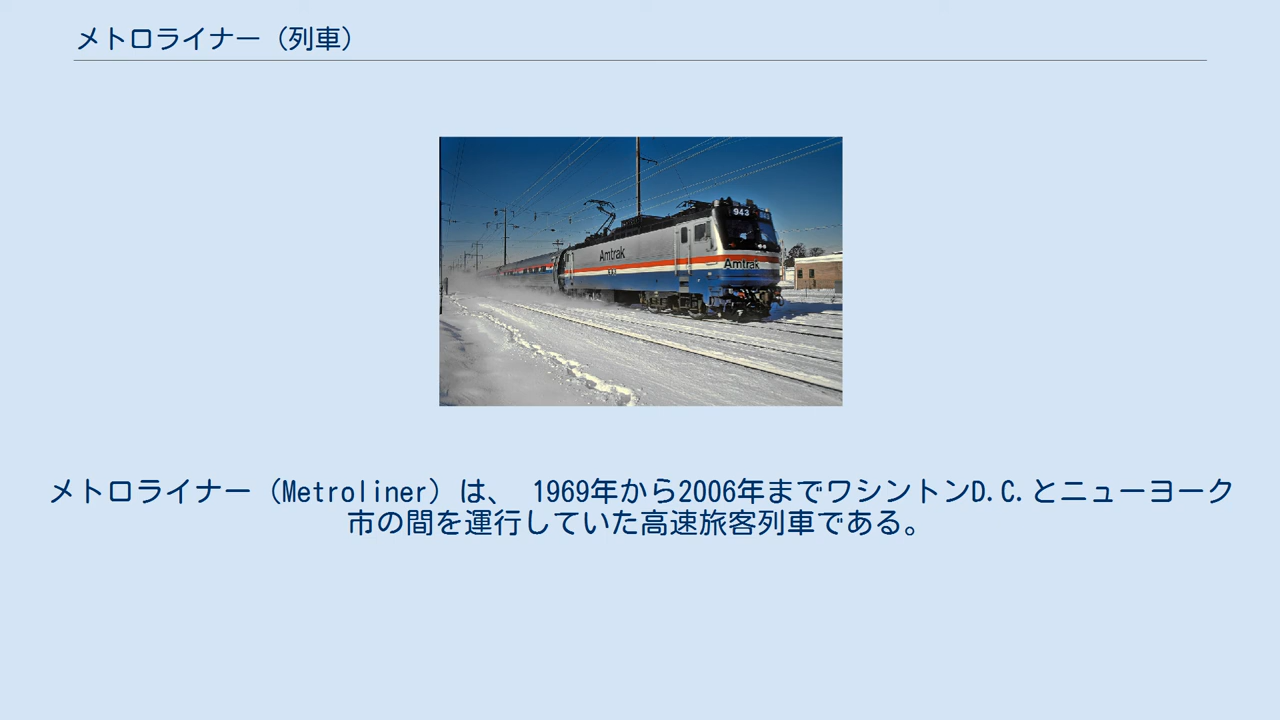 メトロライナー（列車）
943
943
Amtrak
Amtrak
メトロライナー（Metroliner）は、 1969年から2006年までワシントンD.C.とニューヨーク
市の間を運行していた高速旅客列車である。